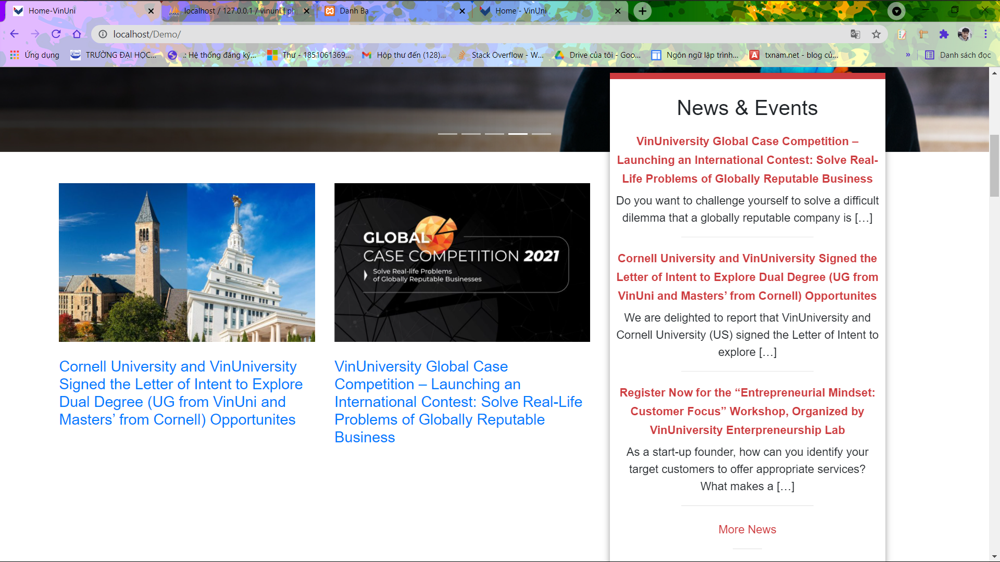 Home-VinUni
localhost / 127.0.0.1 / vinuni | ph
Danh Bạ
Home - VinUni
localhost/Demo/
Ứng dụng
TRƯỜNG ĐẠI HỌC...
.: Hệ thống đăng ký...
Thư - 1851061369...
Hộp thư đến (128)...
Stack Overflow - W...
Drive của tôi - Goo...
Ngôn ngữ lập trình...
txnam.net - blog củ...
»
Danh sách đọc
GLOBAL
CASE COMPETITION 2021
Solve Real-life Problems
of Globally Reputable Businesses
Cornell University and VinUniversity
Signed the Letter of Intent to Explore
Dual Degree (UG from VinUni and
Masters’ from Cornell) Opportunites
VinUniversity Global Case
Competition – Launching an
International Contest: Solve Real-Life
Problems of Globally Reputable
Business
News & Events
VinUniversity Global Case Competition –
Launching an International Contest: Solve Real-
Life Problems of Globally Reputable Business
Do you want to challenge yourself to solve a difficult
dilemma that a globally reputable company is […]
Cornell University and VinUniversity Signed the
Letter of Intent to Explore Dual Degree (UG from
VinUni and Masters’ from Cornell) Opportunites
We are delighted to report that VinUniversity and
Cornell University (US) signed the Letter of Intent to
explore […]
Register Now for the “Entrepreneurial Mindset:
Customer Focus” Workshop, Organized by
VinUniversity Enterpreneurship Lab
As a start-up founder, how can you identify your
target customers to offer appropriate services?
What makes a […]
More News